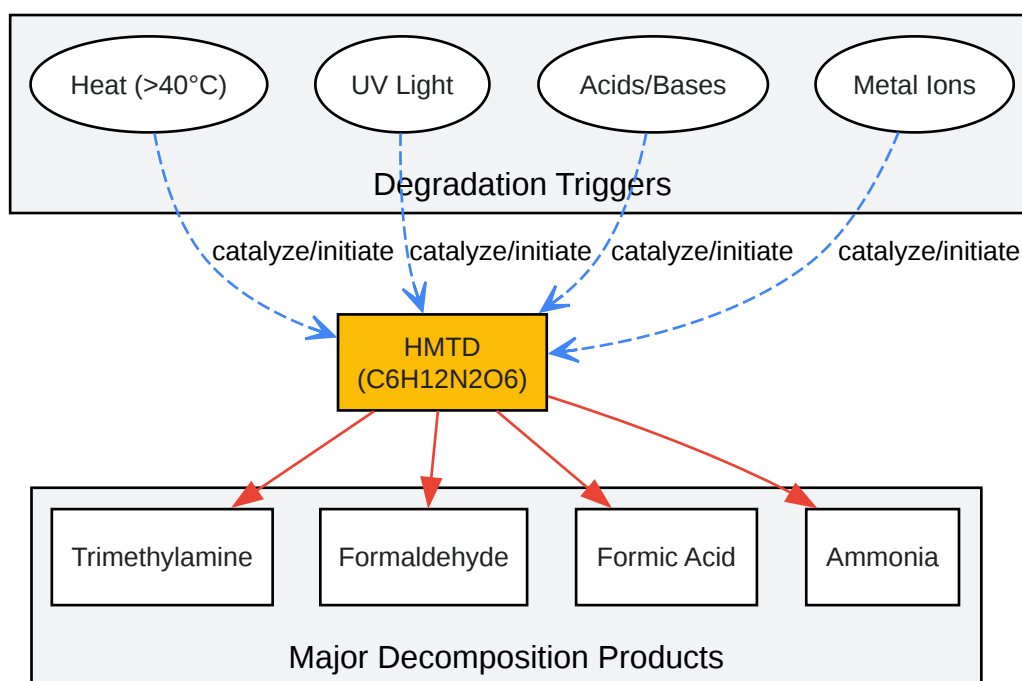 Heat (>40°C)
UV Light
Acids/Bases
Metal Ions
Degradation Triggers
catalyze/initiate
catalyze/initiate
catalyze/initiate
catalyze/initiate
HMTD
(C6H12N2O6)
Trimethylamine
Formaldehyde
Formic Acid
Ammonia
Major Decomposition Products